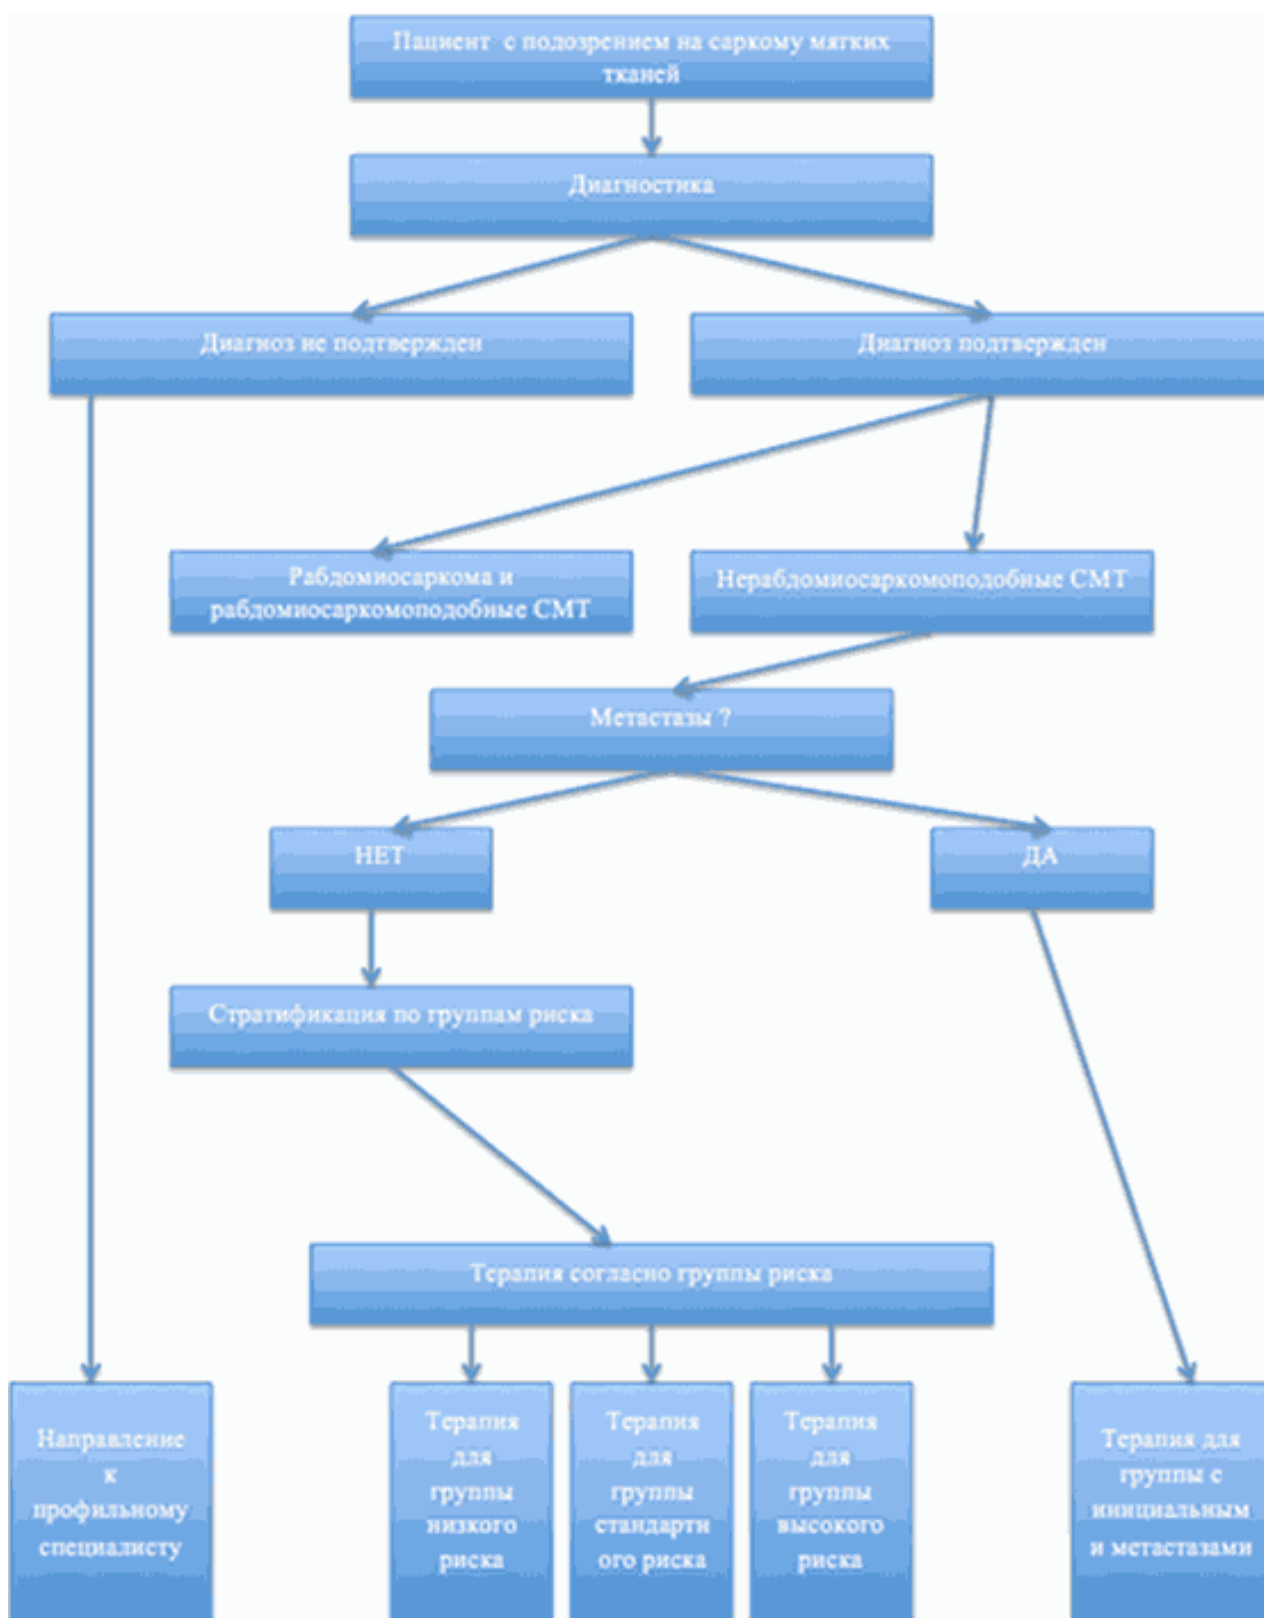 Пациент с подозрением на саркому мягких
тканей
Диагностика
Диагноз не подтвержден
Диагноз подтвержден
Рабдомиосаркома и
рабдомиосаркомоподобные СМТ
Нерабдомиосаркомоподобные СМТ
Метастазы ?
НЕТ
ДА
Стратификация по группам риска
Терапия согласно группы риска
Направление
к
профильному
специалисту
Терапия
для
группы
низкого
риска
Терапия
для
группы
стандартн
ого риска
Терапия
для
группы
высокого
риска
Терапия для
группы с
инициальным
и метастазами